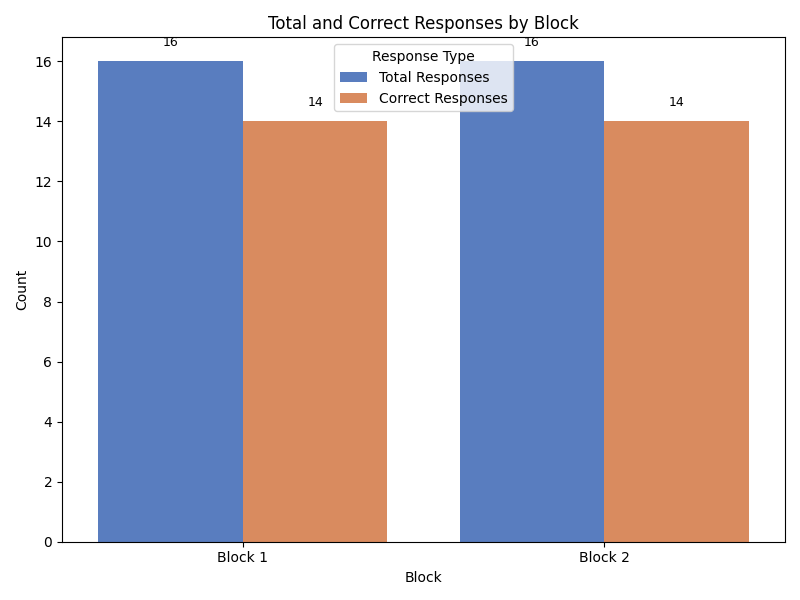 Total and Correct Responses by Block
16
16
Response Type
Total Responses
Correct Responses
14
14
16
14
12
10
8
6
4
2
0
Count
Block 1
Block 2
Block